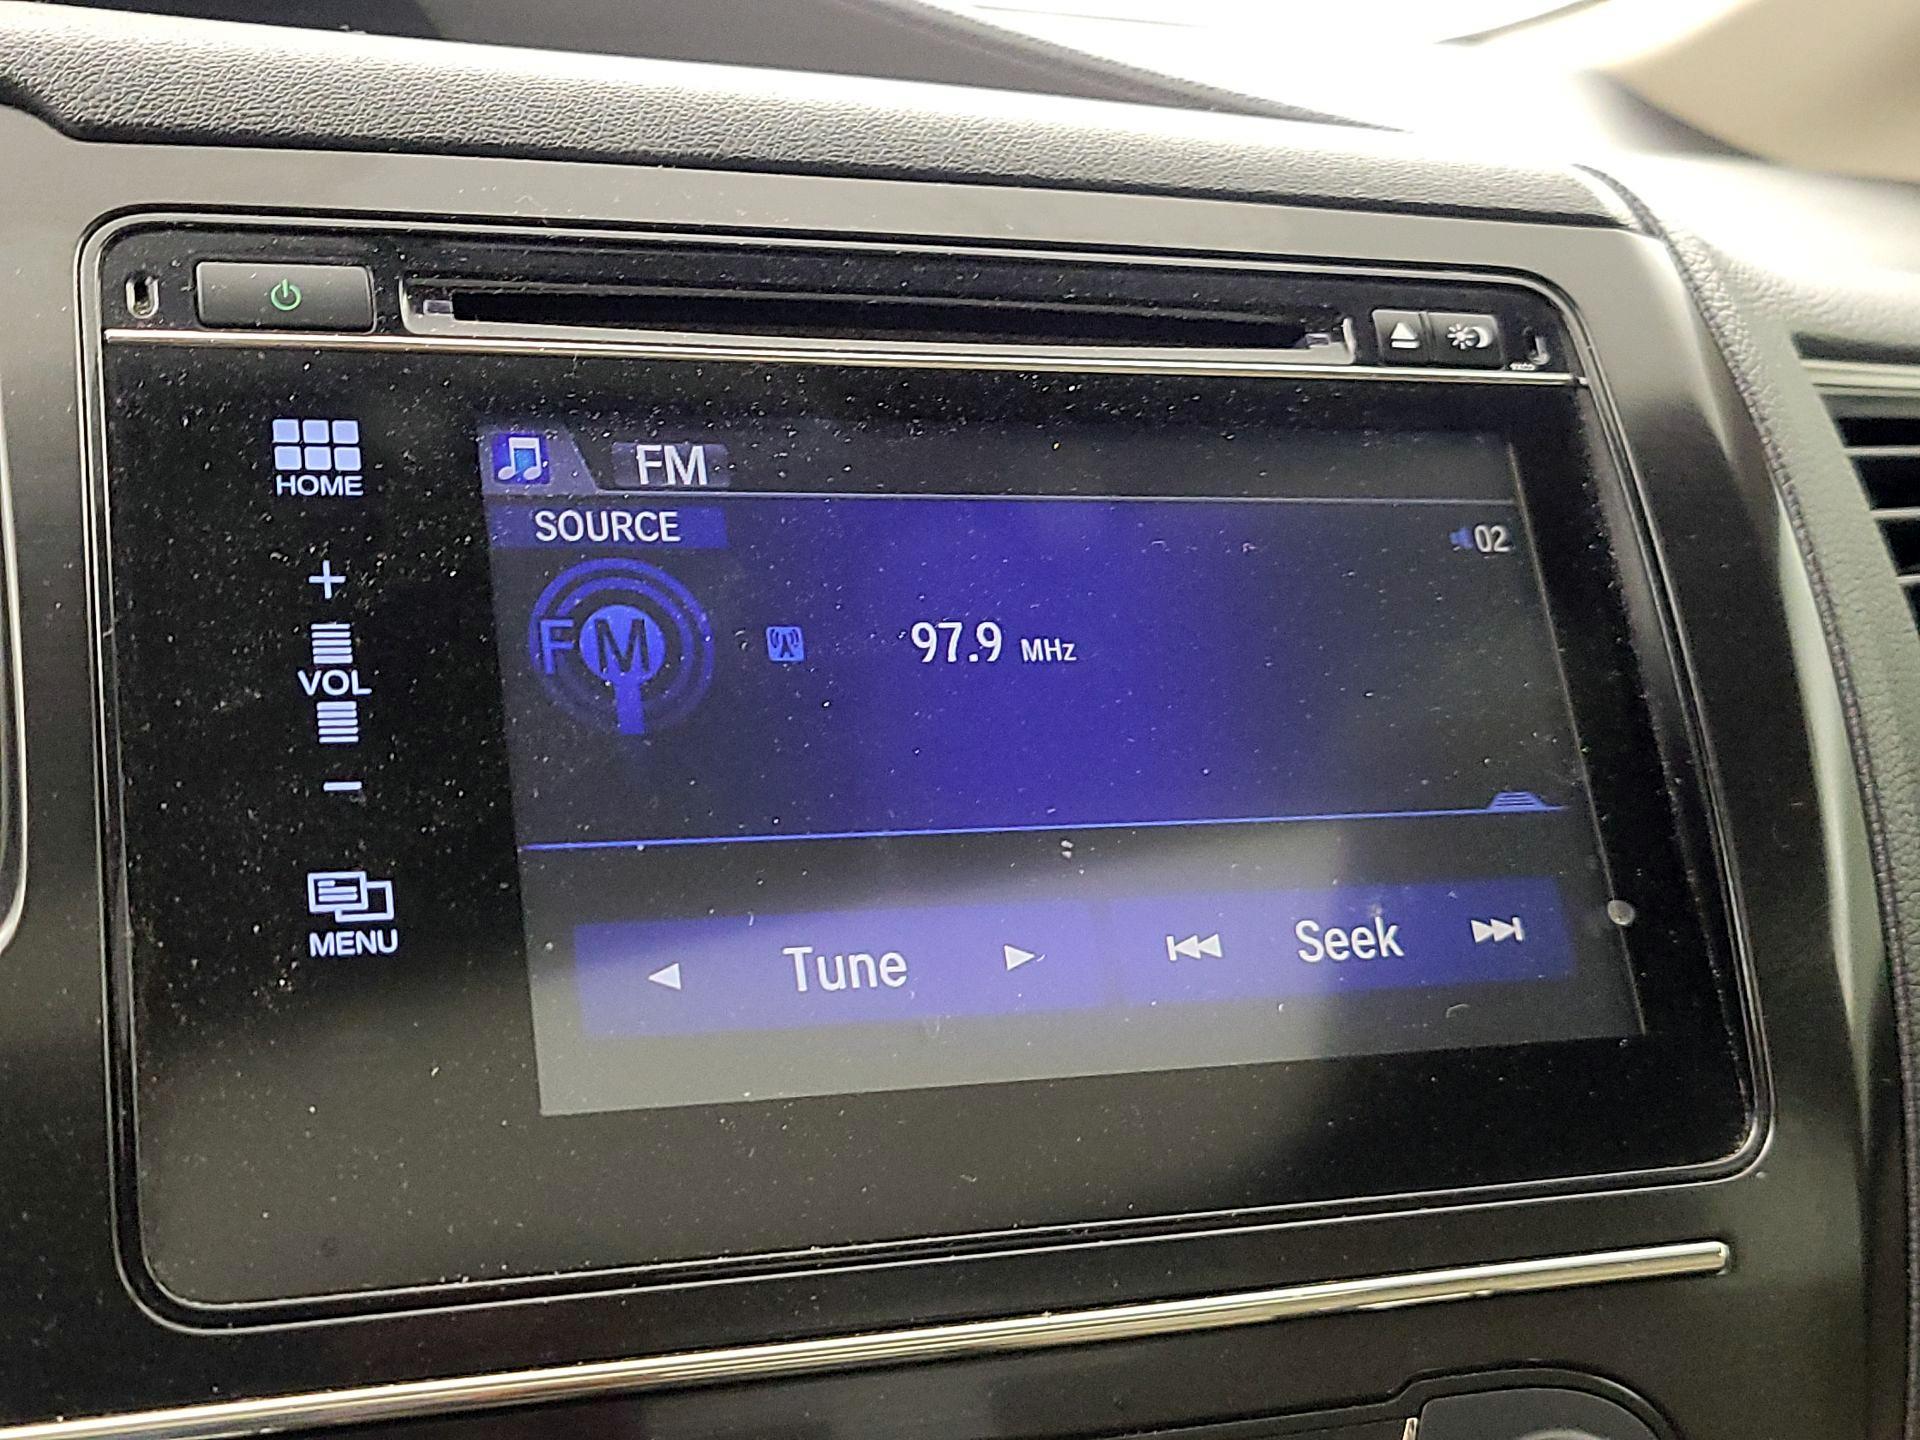 HOME
FM
SOURCE
02
FM
97.9 MHz
VOL
MENU
Tune
Seek